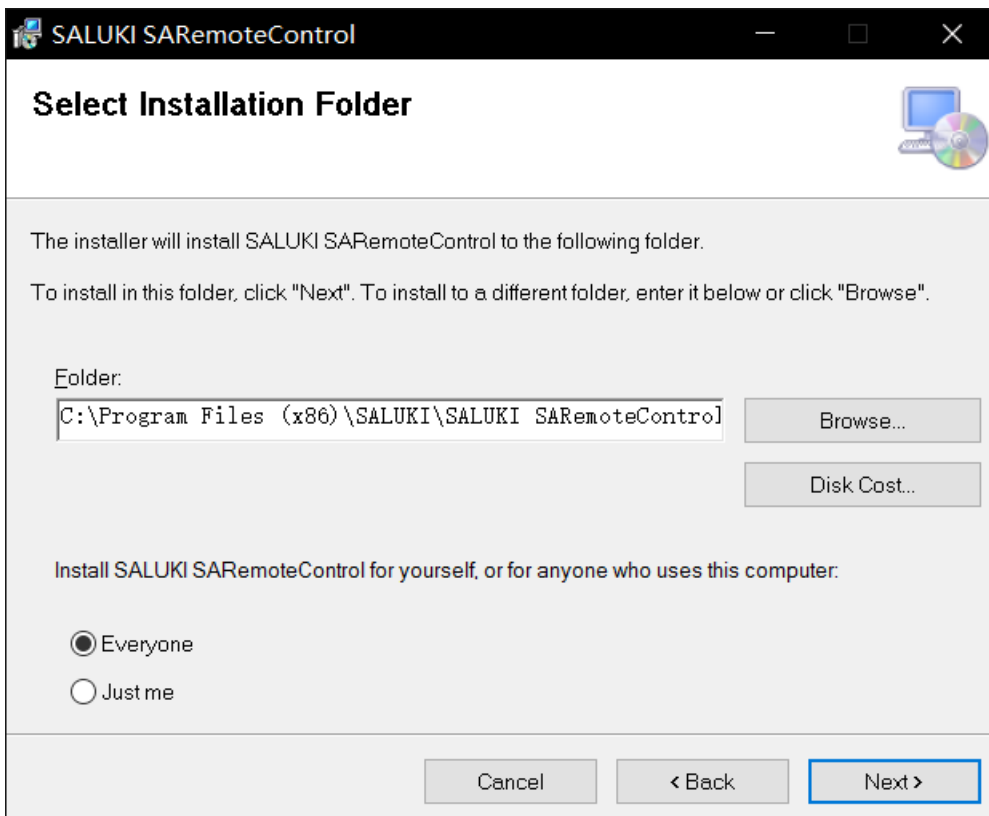 SALUKI SARemoteControl
Select Installation Folder
The installer will install SALUKI SARemoteControl to the following folder.
To install in this folder, click "Next". To install to a different folder, enter it below or click "Browse".
Folder:
C:\Program Files (x86)\SALUKI\SALUKI SARemoteControl
Browse...
Disk Cost...
Install SALUKI SARemoteControl for yourself, or for anyone who uses this computer:
Everyone
Just me
Cancel
< Back
Next >